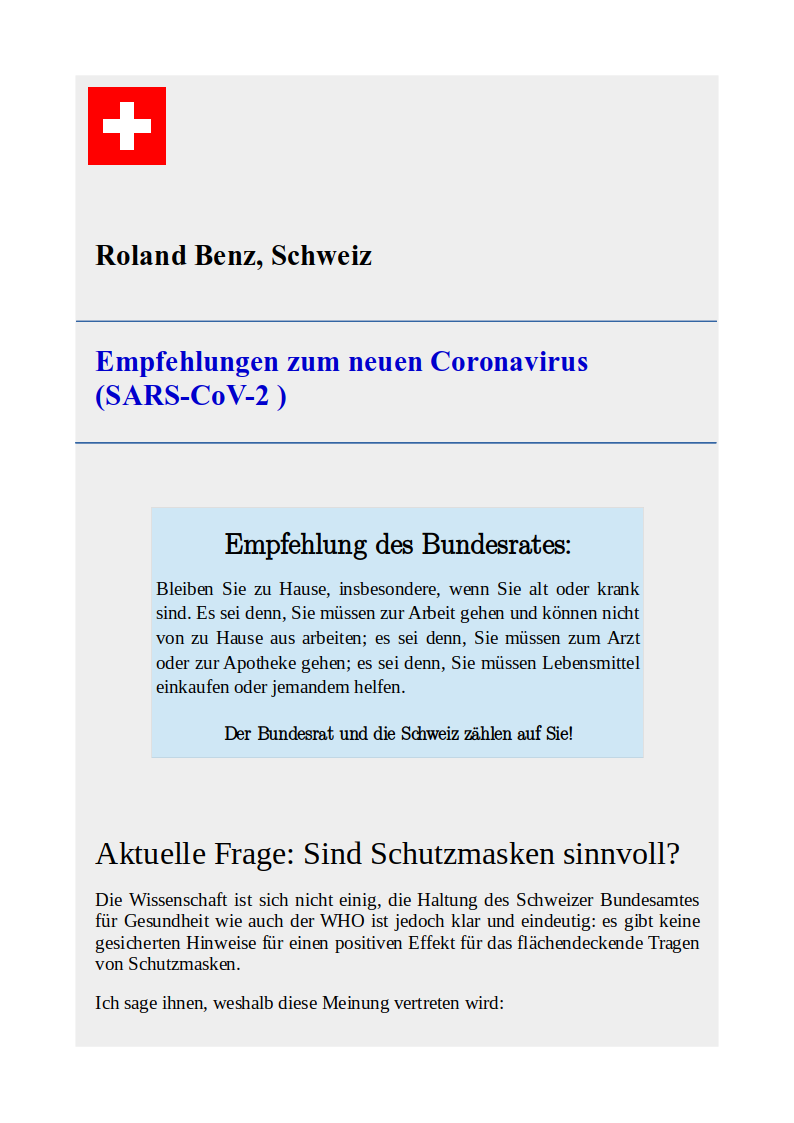 Roland Benz, Schweiz
Empfehlungen zum neuen Coronavirus
(SARS-CoV-2 )
Empfehlung des Bundesrates:
Bleiben Sie zu Hause, insbesondere, wenn Sie alt oder krank
sind. Es sei denn, Sie müssen zur Arbeit gehen und können nicht
von zu Hause aus arbeiten; es sei denn, Sie müssen zum Arzt
oder zur Apotheke gehen; es sei denn, Sie müssen Lebensmittel
einkaufen oder jemandem helfen.
Der Bundesrat und die Schweiz zählen auf Sie!
Aktuelle Frage: Sind Schutzmasken sinnvoll?
Die Wissenschaft ist sich nicht einig, die Haltung des Schweizer Bundesamtes
für Gesundheit wie auch der WHO ist jedoch klar und eindeutig: es gibt keine
gesicherten Hinweise für einen positiven Effekt für das flächendeckende Tragen
von Schutzmasken.
Ich sage ihnen, weshalb diese Meinung vertreten wird: